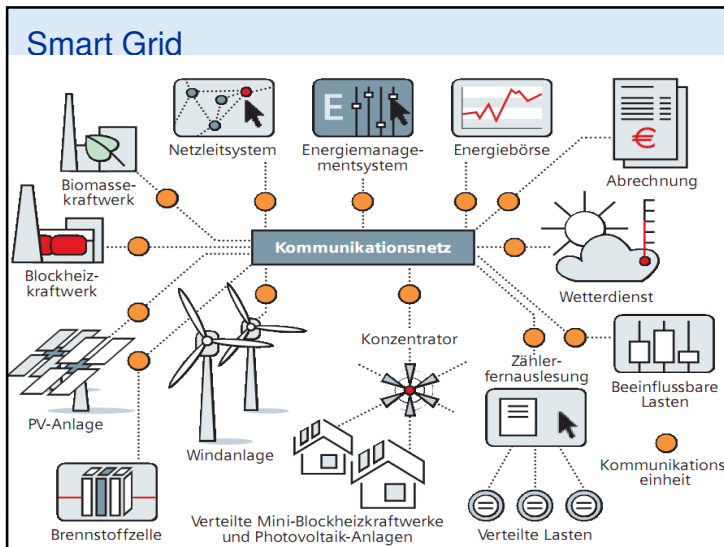 Smart Grid
Netzleitsystem
Energiemanage-
mentsystem
E
Energiebörse
€
Abrechnung
Biomasse-
kraftwerk
Blockheiz-
kraftwerk
Kommunikationsnetz
Wetterdienst
PV-Anlage
Windanlage
Konzentrator
Zähler-
fernauslesung
Beeinflussbare
Lasten
Kommunikations
einheit
Brennstoffzelle
Verteilte Mini-Blockheizkraftwerke
und Photovoltaik-Anlagen
Verteilte Lasten